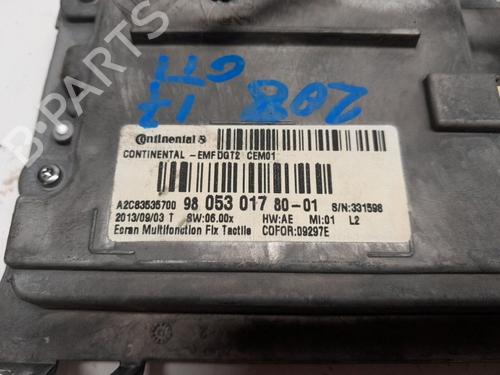 208 17
GTI
Continental
CONTINENTAL -EMFDGT2 CEM01
A2C83535700 98 053 017 80-01 S/N:331598
2013/09/03 T SW:06.00x HW:AE MI:01 L2
Ecran Multifonction Fix Tactile COFOR:09297E
B-PARTS